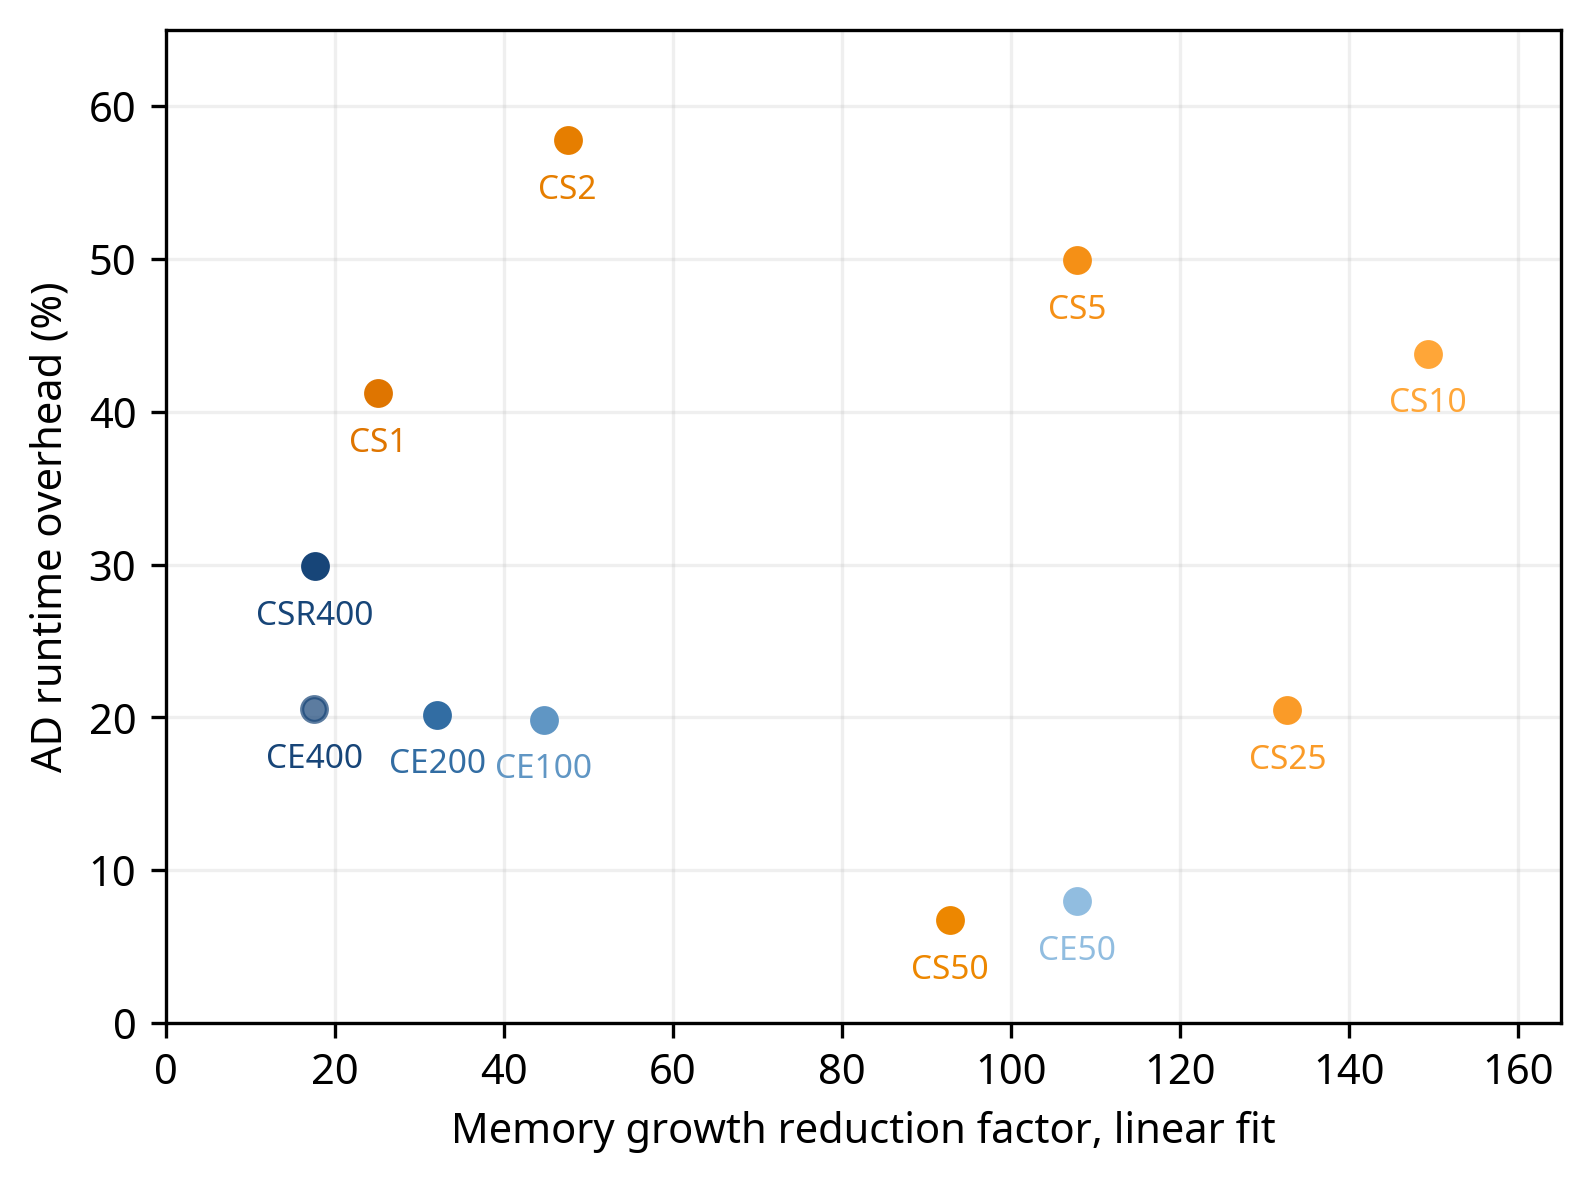 AD runtime overhead (%)
60
50
40
30
20
10
0
CS2
CS5
CS10
CS1
CSR400
CE400
CE200
CE100
CS25
CE50
CS50
0
20
40
60
80
100
120
140
160
Memory growth reduction factor, linear fit